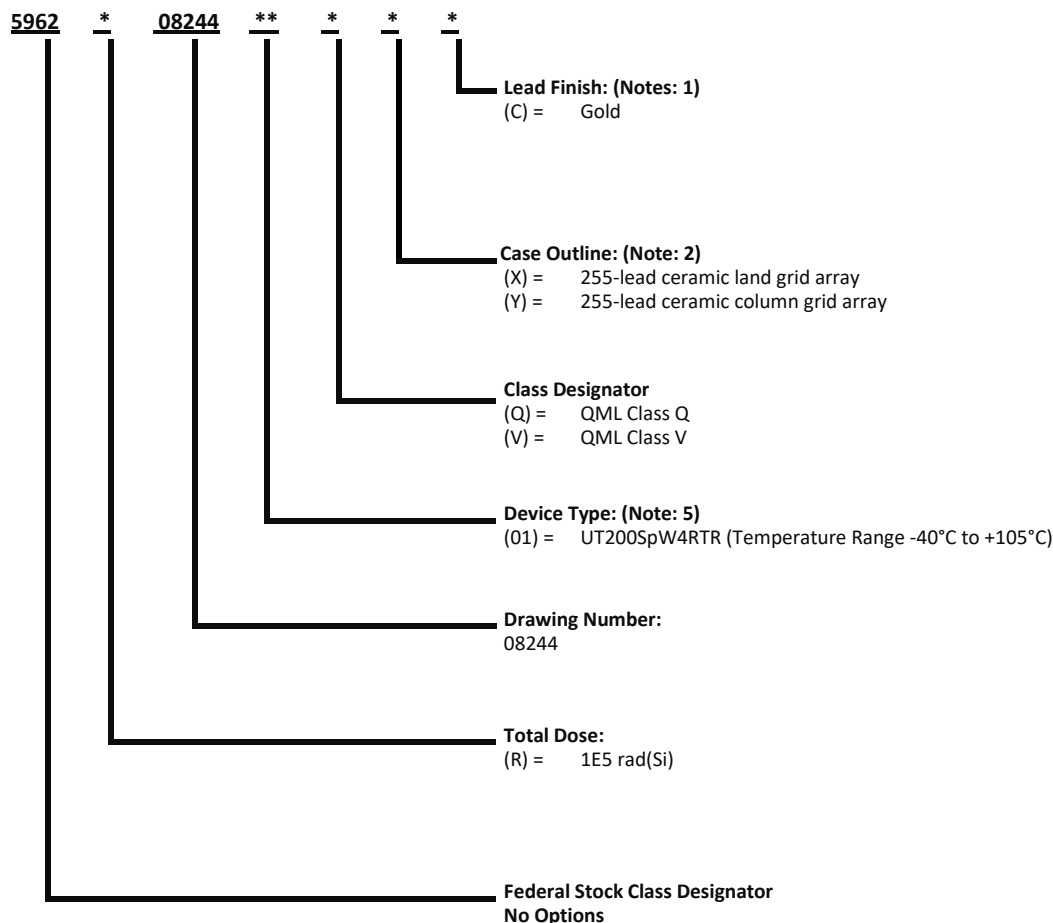 5962 * 08244 ** * * *
Lead Finish: (Notes: 1)
(C) = Gold
Case Outline: (Note: 2)
(X) = 255-lead ceramic land grid array
(Y) = 255-lead ceramic column grid array
Class Designator
(Q) = QML Class Q
(V) = QML Class V
Device Type: (Note: 5)
(01) = UT200SpW4RTR (Temperature Range -40°C to +105°C)
Drawing Number:
08244
Total Dose:
(R) = 1E5 rad(Si)
Federal Stock Class Designator
No Options